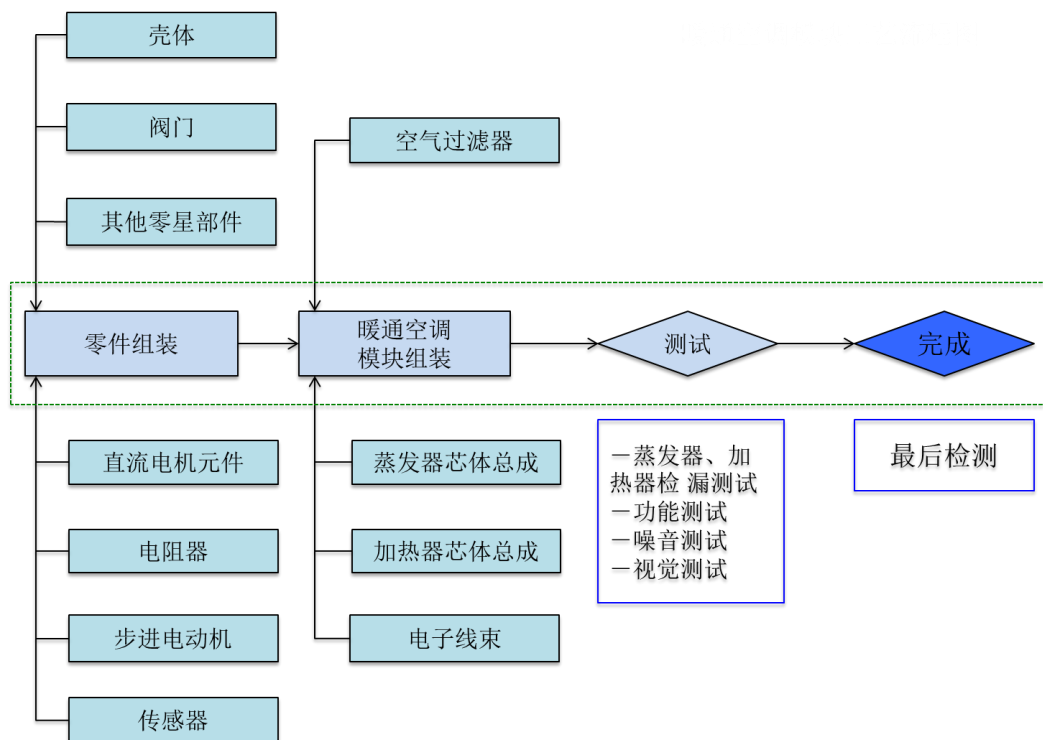 壳体
阀门
其他零星部件
空气过滤器
零件组装
暖通空调
模块组装
测试
完成
直流电机元件
电阻器
步进电动机
传感器
蒸发器芯体总成
加热器芯体总成
电子线束
－蒸发器、加
热器检 漏测试
－功能测试
－噪音测试
－视觉测试
最后检测